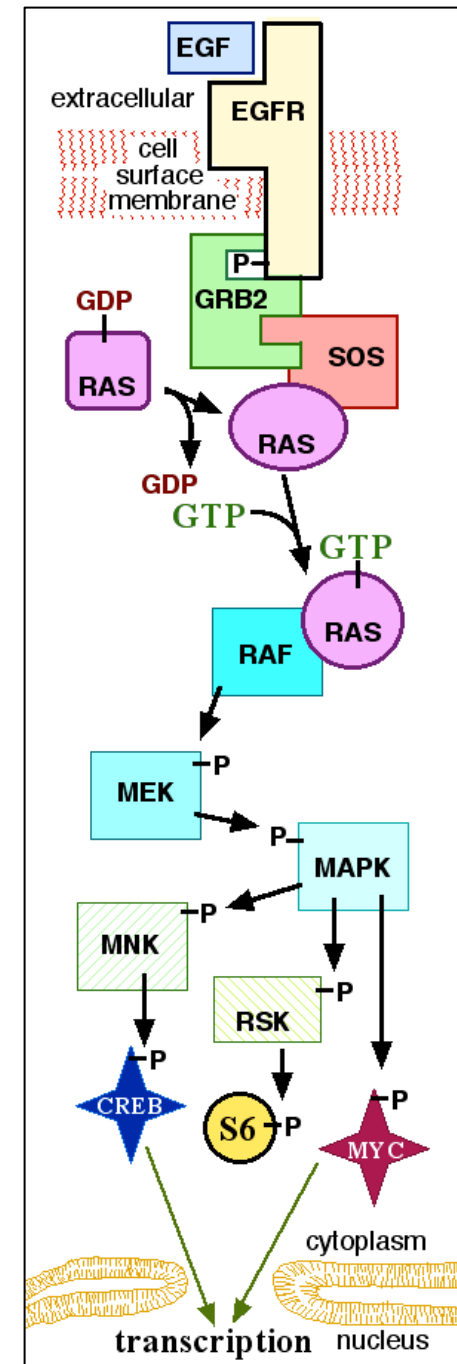 EGF
EGFR
extracellular
cell
surface
membrane
P
GRB2
GDP
SOS
RAS
RAS
GDP
GTP
GTP
RAS
RAF
P
MEK
P
MAPK
P
MNK
P
RSK
P
CREB
P
S6
P
MYC
cytoplasm
transcription
nucleus